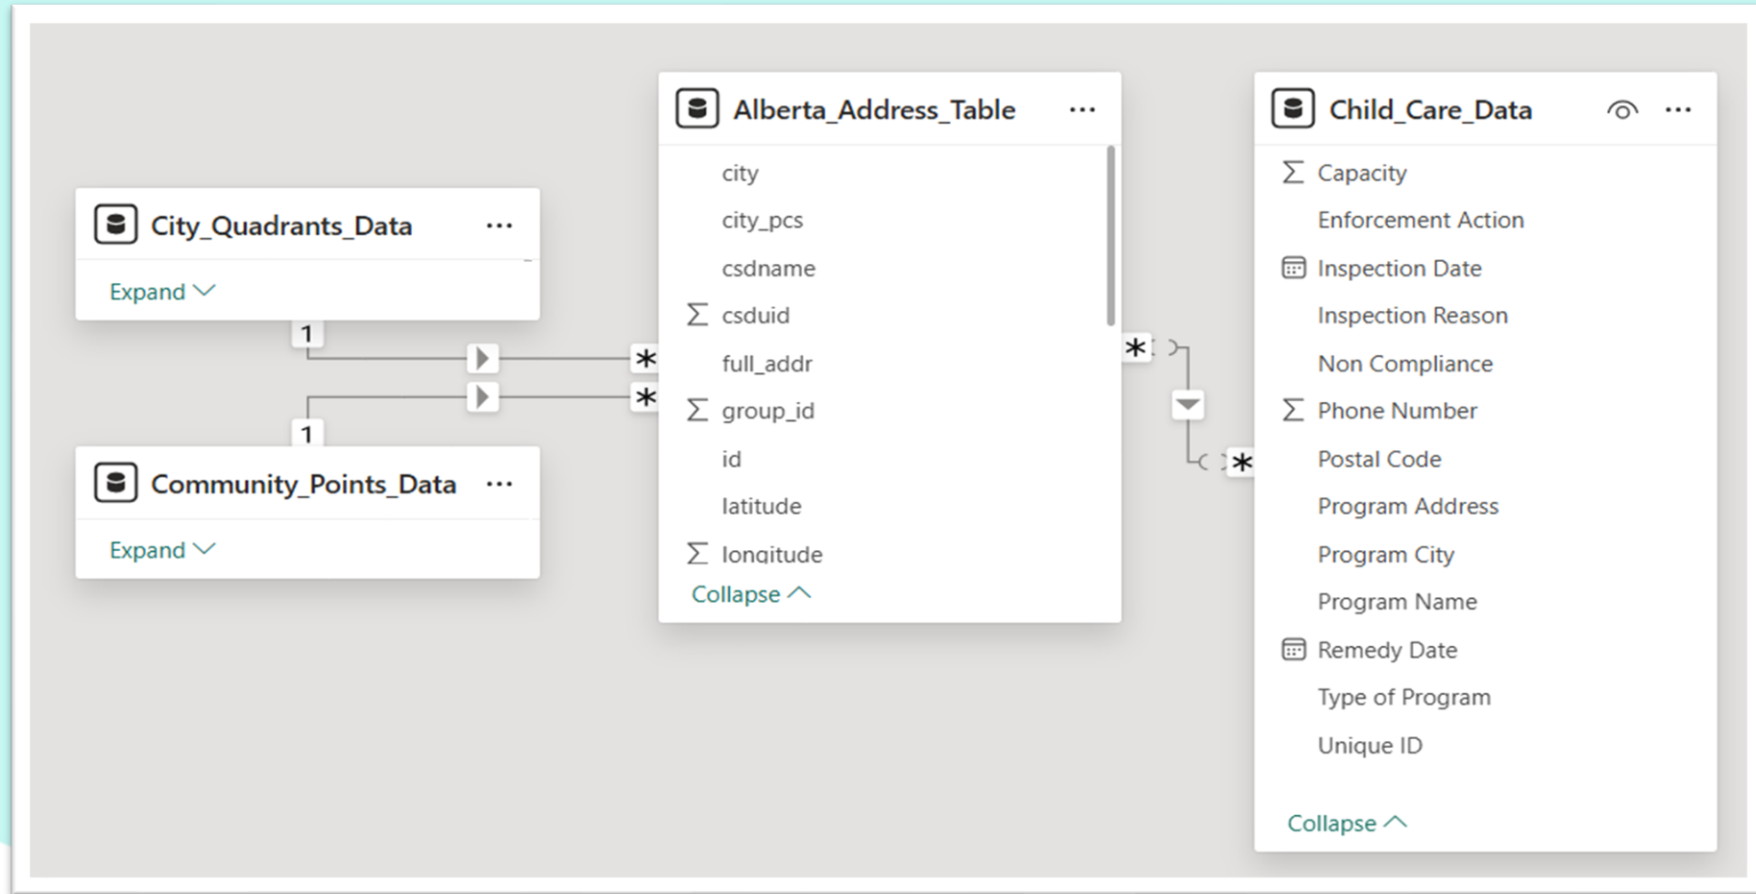 City_Quadrants_Data
Expand
1
*
Community_Points_Data
Expand
1
*
Alberta_Address_Table
city
city_pcs
csdname
Σ csduid
full_addr
Σ group_id
id
latitude
Σ longitude
Collapse
*
*
Child_Care_Data
Σ Capacity
Enforcement Action
Inspection Date
Inspection Reason
Non Compliance
Σ Phone Number
Postal Code
Program Address
Program City
Program Name
Remedy Date
Type of Program
Unique ID
Collapse